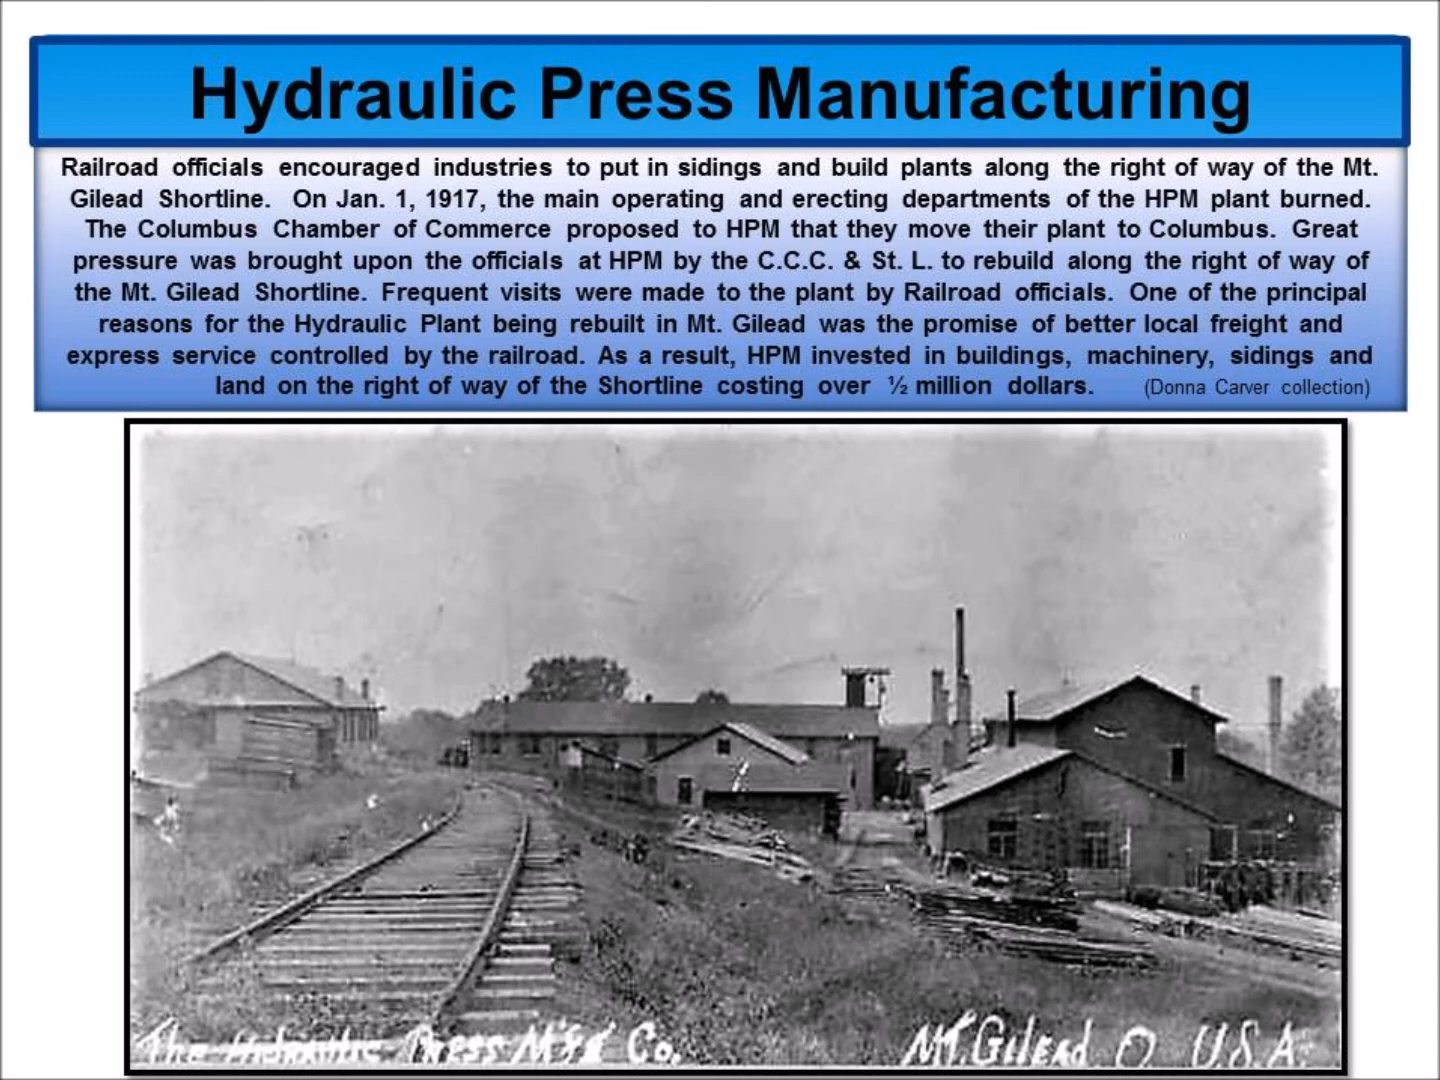 Hydraulic Press Manufacturing
Railroad officials encouraged industries to put in sidings and build plants along the right of way of the Mt.
Gilead Shortline. On Jan. 1, 1917, the main operating and erecting departments of the HPM plant burned.
The Columbus Chamber of Commerce proposed to HPM that they move their plant to Columbus. Great
pressure was brought upon the officials at HPM by the C.C.C. & St. L. to rebuild along the right of way of
the Mt. Gilead Shortline. Frequent visits were made to the plant by Railroad officials. One of the principal
reasons for the Hydraulic Plant being rebuilt in Mt. Gilead was the promise of better local freight and
express service controlled by the railroad. As a result, HPM invested in buildings, machinery, sidings and
land on the right of way of the Shortline costing over ½ million dollars. (Donna Carver collection)
The Hydraulic Press M'f'g Co. Mt. Gilead O. U.S.A.